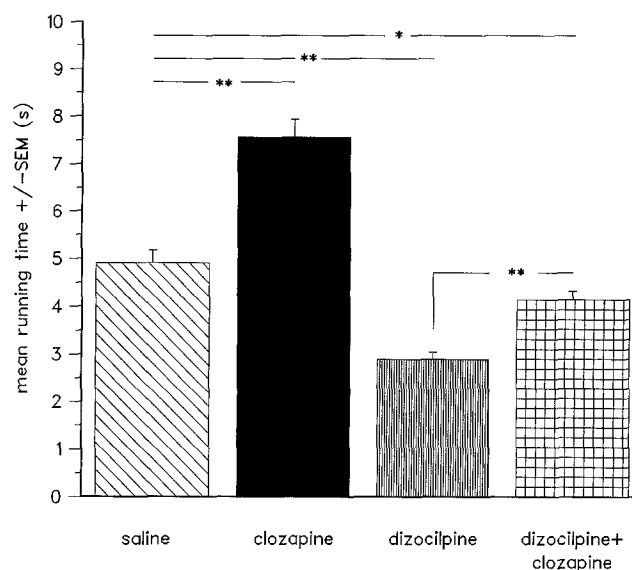 mean running time +/-SEM (s)
10
9
8
7
6
5
4
3
2
1
0
*
**
**
**
saline
clozapine
dizocilpine
dizocilpine+
clozapine